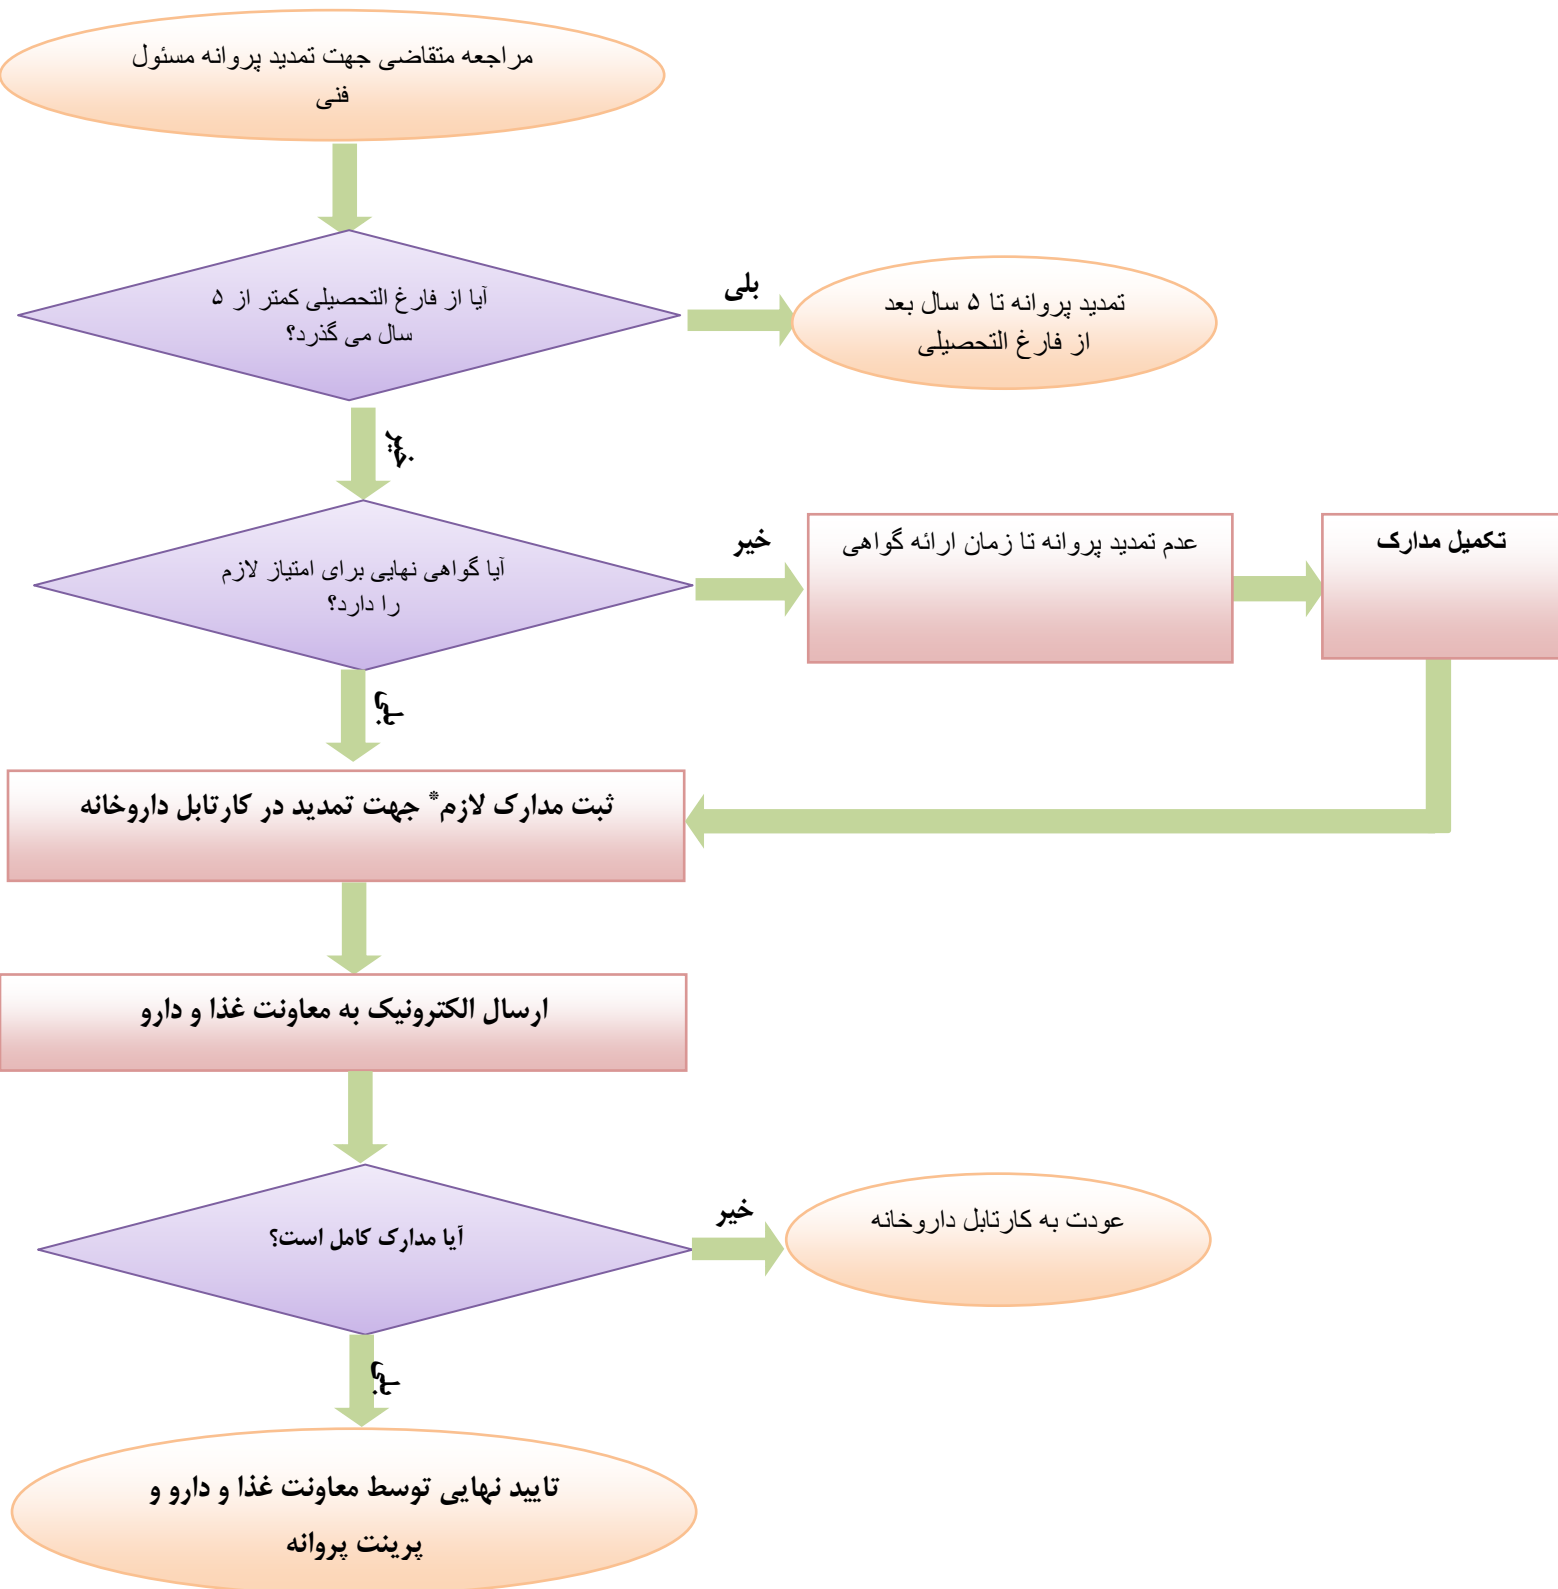 مراجعه متقاضی جهت تمدید پروانه مسئول
فنی
آیا از فارغ التحصیلی کمتر از ۵
سال می گذرد؟
بلی
تمدید پروانه تا ۵ سال بعد
از فارغ التحصیلی
خیر
آیا گواهی نهایی برای امتیاز لازم
را دارد؟
خیر
عدم تمدید پروانه تا زمان ارائه گواهی
تکمیل مدارک
بلی
ثبت مدارک لازم* جهت تمدید در کارتابل داروخانه
ارسال الکترونیک به معاونت غذا و دارو
آیا مدارک کامل است؟
خیر
عودت به کارتابل داروخانه
بلی
تایید نهایی توسط معاونت غذا و دارو و
پرینت پروانه